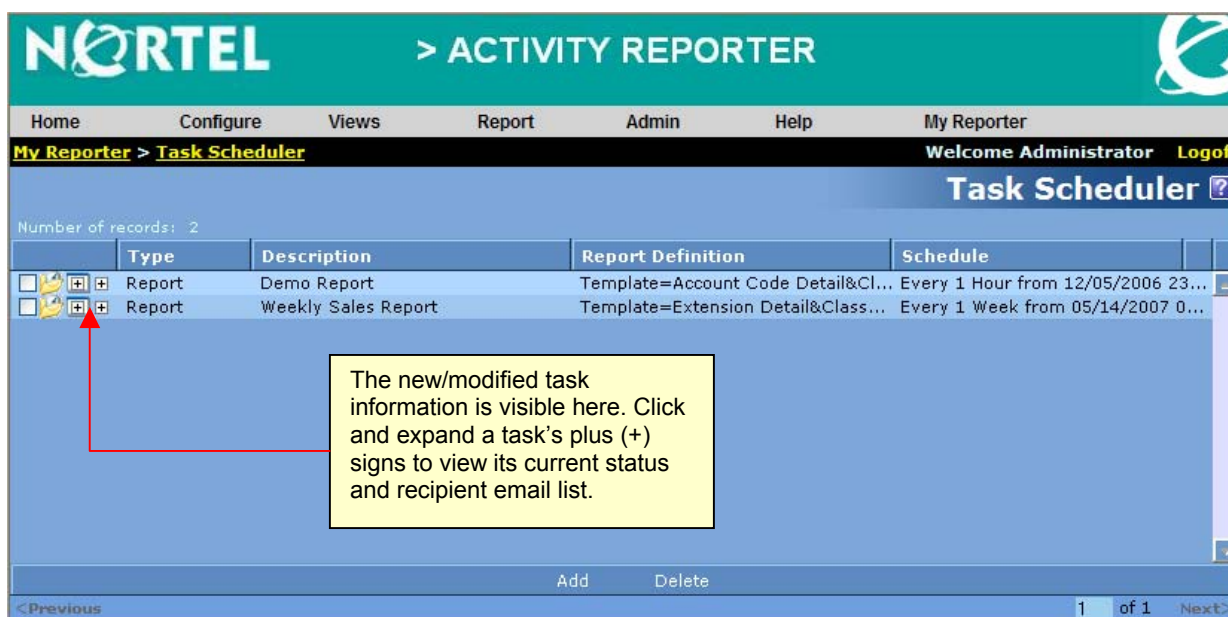 NORTEL > ACTIVITY REPORTER
Home Configure Views Report Admin Help My Reporter
My Reporter > Task Scheduler Welcome Administrator Logof
Task Scheduler ?
Number of records: 2
Type Description Report Definition Schedule
Report Demo Report Template=Account Code Detail&Cl... Every 1 Hour from 12/05/2006 23...
Report Weekly Sales Report Template=Extension Detail&Class... Every 1 Week from 05/14/2007 0...
The new/modified task
information is visible here. Click
and expand a task's plus (+)
signs to view its current status
and recipient email list.
Add Delete
<Previous 1 of 1 Next>